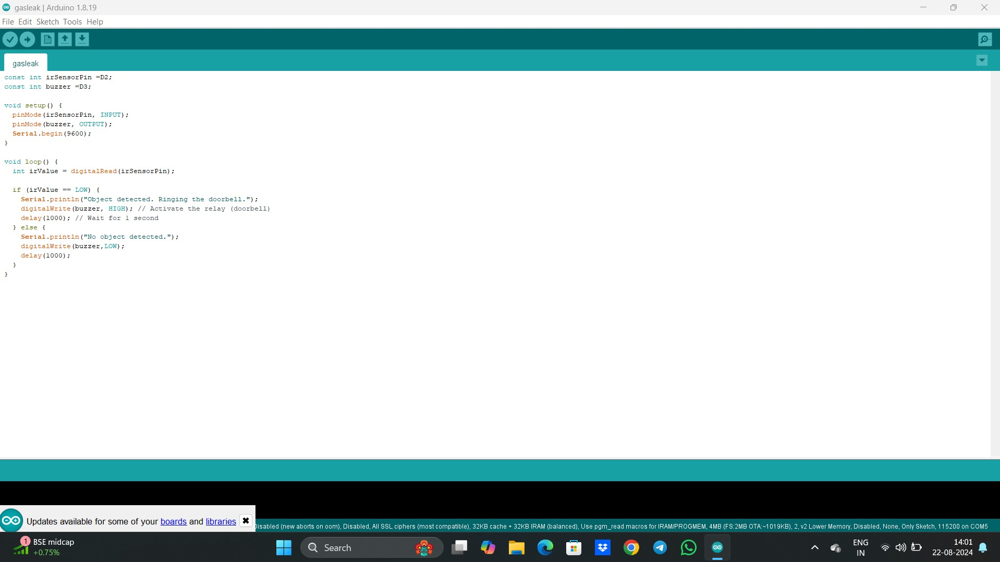 gasleak | Arduino 1.8.19
File Edit Sketch Tools Help
gasleak
const int irSensorPin =D2;
const int buzzer =D3;
void setup() {
pinMode(irSensorPin, INPUT);
pinMode(buzzer, OUTPUT);
Serial.begin(9600);
}
void loop() {
int irValue = digitalRead(irSensorPin);
if (irValue == LOW) {
Serial.println("Object detected. Ringing the doorbell.");
digitalWrite(buzzer, HIGH); // Activate the relay (doorbell)
delay(1000); // Wait for 1 second
} else {
Serial.println("No object detected.");
digitalWrite(buzzer,LOW);
delay(1000);
}
}
Updates available for some of your boards and libraries
Disabled (new aborts on oom), Disabled, All SSL ciphers (most compatible), 32KB cache + 32KB IRAM (balanced), Use pgm_read macros for IRAM/PROGMEM, 4MB (FS:2MB OTA:~1019KB), 2, v2 Lower Memory, Disabled, None, Only Sketch, 115200 on COM5
1
BSE midcap
+0.75%
Search
ENG
IN
14:01
22-08-2024